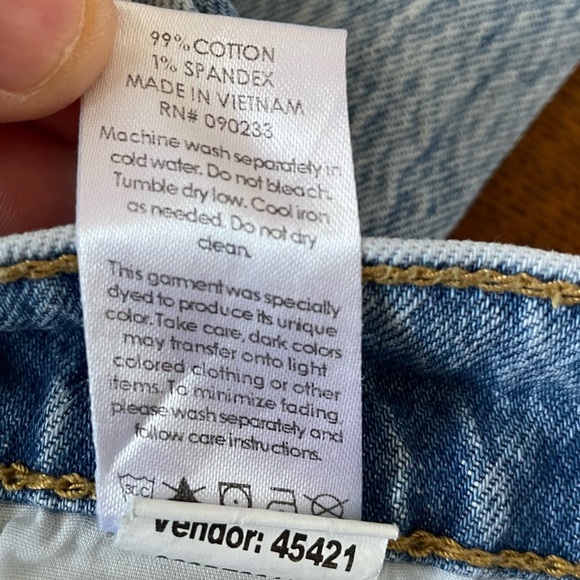 99% COTTON
1% SPANDEX
MADE IN VIETNAM
RN# 090233
Machine wash separately in
cold water. Do not bleach.
Tumble dry low. Cool iron
as needed. Do not dry
clean.
This garment was specially
dyed to produce its unique
color. Take care, dark colors
may transfer onto light
colored clothing or other
items. To minimize fading,
please wash separately and
follow care instructions.
Vendor: 45421